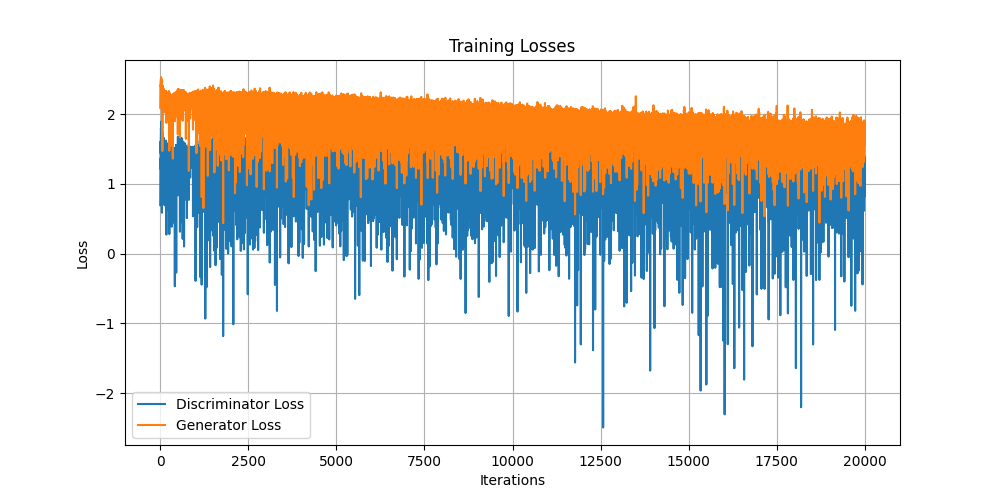 Training Losses
Loss
2
1
0
−1
−2
Discriminator Loss
Generator Loss
0 2500 5000 7500 10000 12500 15000 17500 20000
Iterations